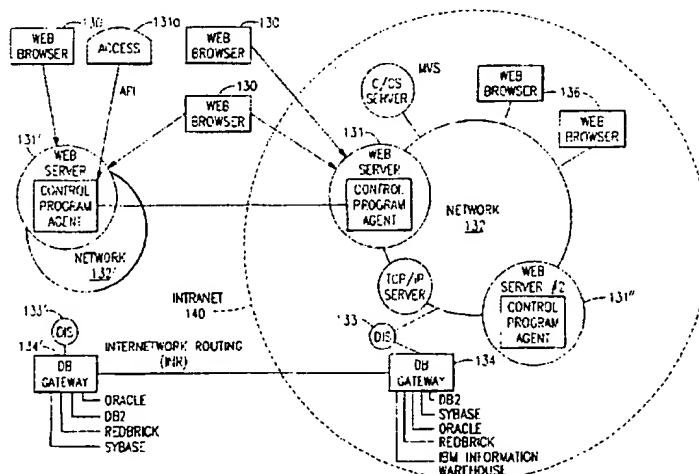 130
WEB
BROWSER
131a
ACCESS
130
WEB
BROWSER
API
130
WEB
BROWSER
131'
WEB
SERVER
CONTROL
PROGRAM
AGENT
NETWORK
132'
MVS
C/CS
SERVER
131
WEB
SERVER
CONTROL
PROGRAM
AGENT
WEB
BROWSER
136
WEB
BROWSER
NETWORK
132
TCP/IP
SERVER
WEB
SERVER #2
CONTROL
PROGRAM
AGENT
131"
INTRANET
140
133'
DIS
134'
DB
GATEWAY
INTERNETWORK ROUTING
(INR)
ORACLE
DB2
REDBRICK
SYBASE
133
DIS
134
DB
GATEWAY
DB2
SYBASE
ORACLE
REDBRICK
IBM INFORMATION
WAREHOUSE